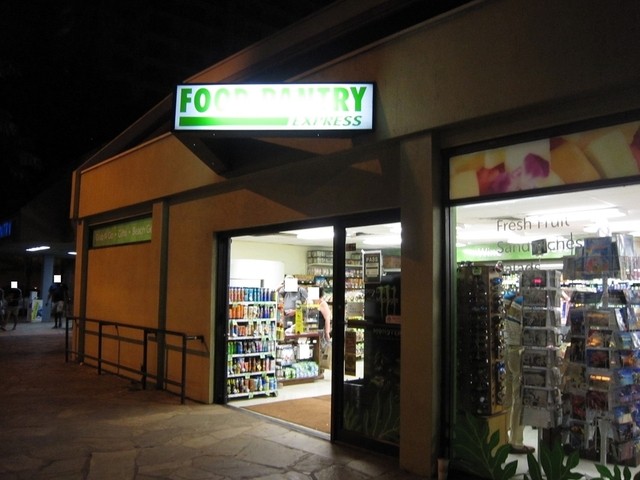 FOOD PANTRY
EXPRESS
Fresh Fruit
Sandwiches